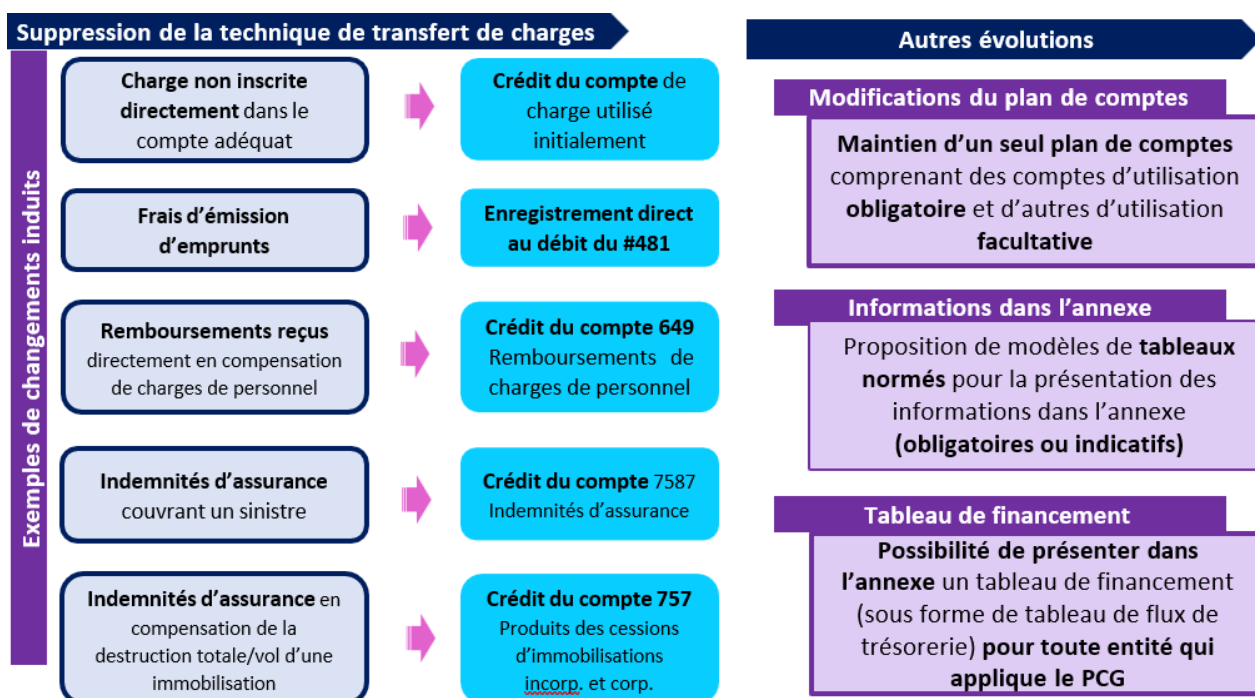 Suppression de la technique de transfert de charges
Exemples de changements induits
Charge non inscrite
directement dans le
compte adéquat
Crédit du compte de
charge utilisé
initialement
Frais d'émission
d'emprunts
Enregistrement direct
au débit du #481
Remboursements reçus
directement en compensation
de charges de personnel
Crédit du compte 649
Remboursements de
charges de personnel
Indemnités d'assurance
couvrant un sinistre
Crédit du compte 7587
Indemnités d'assurance
Indemnités d'assurance en
compensation de la
destruction totale/vol d'une
immobilisation
Crédit du compte 757
Produits des cessions
d'immobilisations
incorp. et corp.
Autres évolutions
Modifications du plan de comptes
Maintien d'un seul plan de comptes
comprenant des comptes d'utilisation
obligatoire et d'autres d'utilisation
facultative
Informations dans l'annexe
Proposition de modèles de tableaux
normés pour la présentation des
informations dans l'annexe
(obligatoires ou indicatifs)
Tableau de financement
Possibilité de présenter dans
l'annexe un tableau de financement
(sous forme de tableau de flux de
trésorerie) pour toute entité qui
applique le PCG